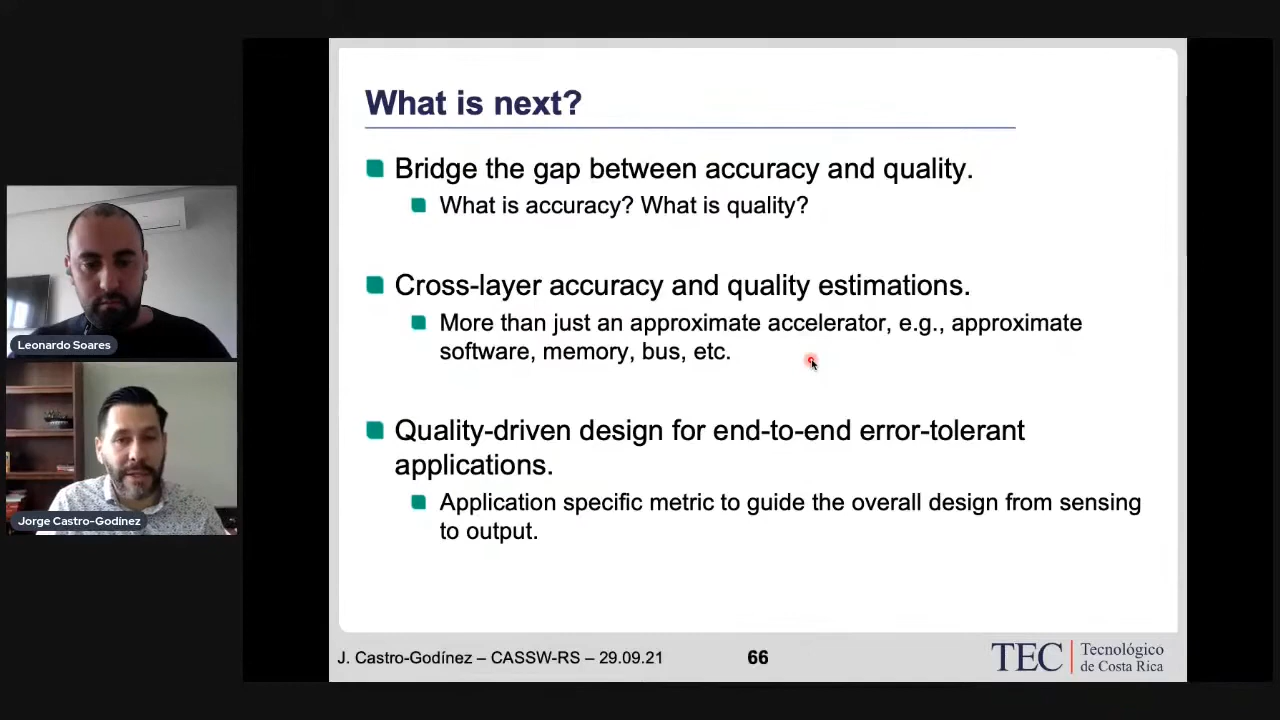 What is next?
Bridge the gap between accuracy and quality.
What is accuracy? What is quality?
Cross-layer accuracy and quality estimations.
More than just an approximate accelerator, e.g., approximate
software, memory, bus, etc.
Quality-driven design for end-to-end error-tolerant
applications.
Application specific metric to guide the overall design from sensing
to output.
J. Castro-Godínez – CASSW-RS – 29.09.21
66
TEC
Tecnológico
de Costa Rica
Leonardo Soares
Jorge Castro-Godínez